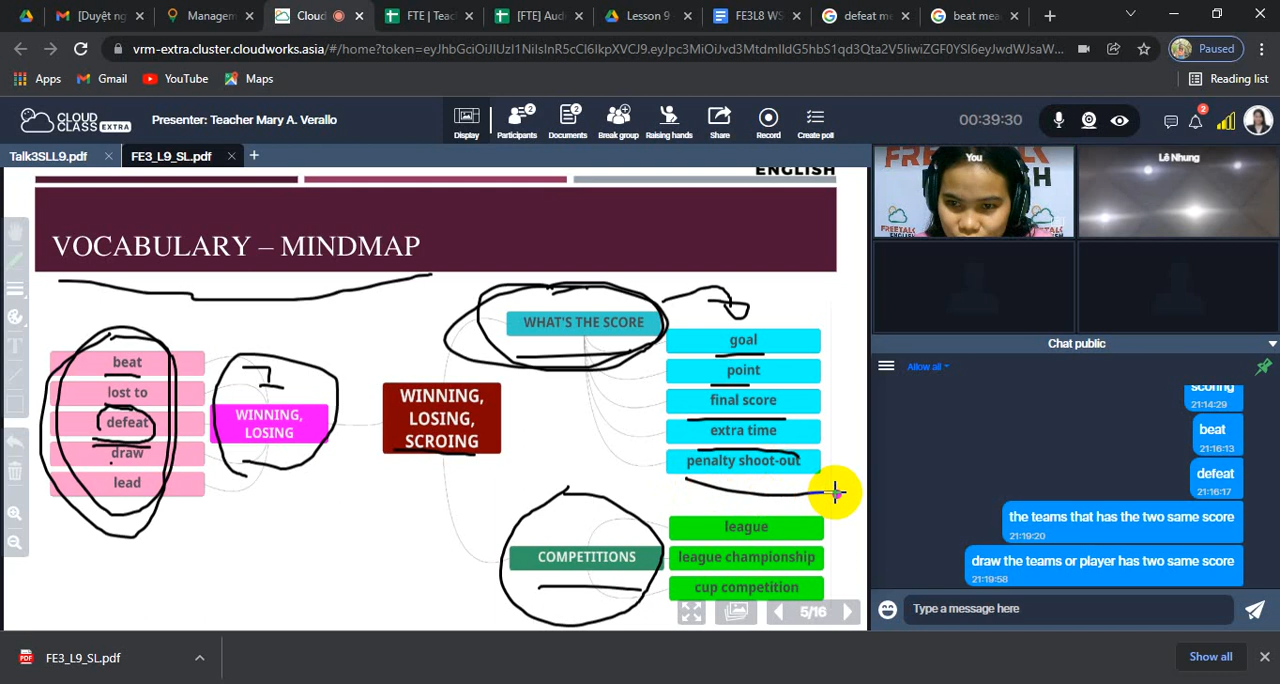 [Duyệt ng
Managem
Cloud
FTE | Teac
[FTE] Aud
Lesson 9 -
FE3L8 WS
defeat me
beat mea
vrm-extra.cluster.cloudworks.asia/#/home?token=eyJhbGciOiJIUzI1NiIsInR5cCI6IkpXVCJ9.eyJpc3MiOiJvd3MtdmlldG5hbS1qd3Qta2V5IiwiZGF0YSI6eyJwdWJsaW...
Paused
Apps
Gmail
YouTube
Maps
Reading list
CLOUD
CLASS EXTRA
Presenter: Teacher Mary A. Verallo
2
2
Display
Participants
Documents
Break group
Raising hands
Share
Record
Create poll
00:39:30
2
Talk3SLL9.pdf
FE3_L9_SL.pdf
ENGLISH
VOCABULARY – MINDMAP
beat
lost to
defeat
draw
lead
WINNING,
LOSING
WINNING,
LOSING,
SCROING
WHAT'S THE SCORE
goal
point
final score
extra time
penalty shoot-out
COMPETITIONS
league
league championship
cup competition
5/16
You
Lê Nhung
Chat public
Allow all
scoring
21:14:29
beat
21:16:13
defeat
21:16:17
the teams that has the two same score
21:19:20
draw the teams or player has two same score
21:19:58
Type a message here
FE3_L9_SL.pdf
Show all